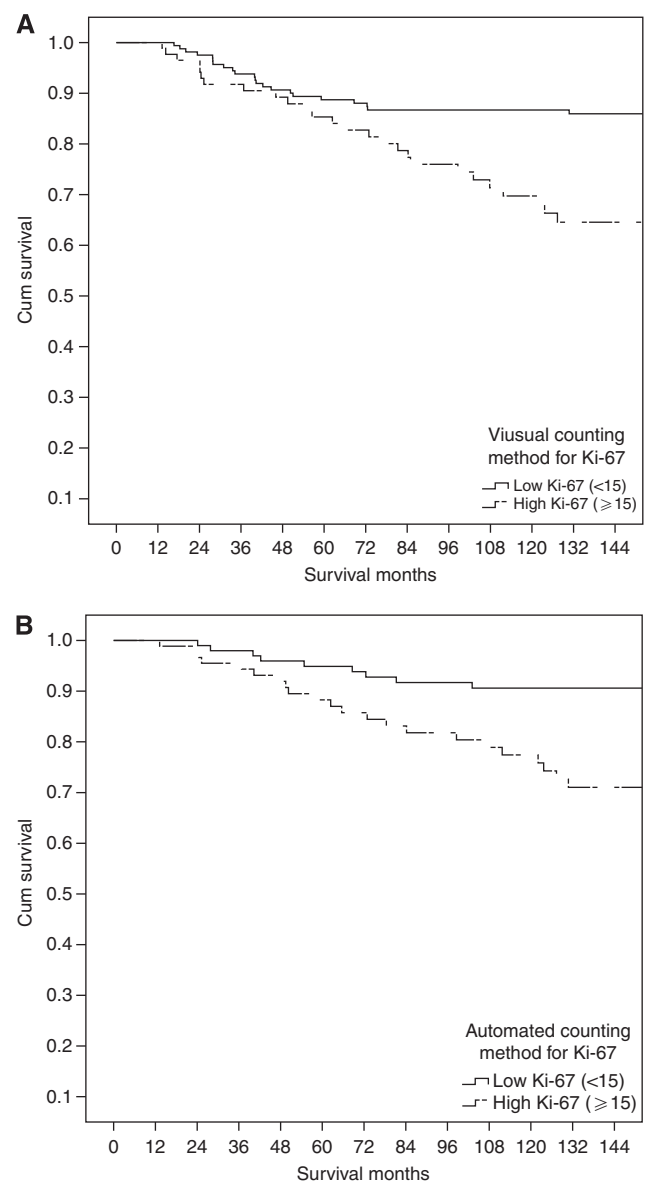 A
1.0
0.9
0.8
0.7
0.6
0.5
0.4
0.3
0.2
0.1
Cum survival
Viusual counting
method for Ki-67
Low Ki-67 (<15)
High Ki-67 (⩾15)
0 12 24 36 48 60 72 84 96 108 120 132 144
Survival months
B
1.0
0.9
0.8
0.7
0.6
0.5
0.4
0.3
0.2
0.1
Cum survival
Automated counting
method for Ki-67
Low Ki-67 (<15)
High Ki-67 (⩾15)
0 12 24 36 48 60 72 84 96 108 120 132 144
Survival months